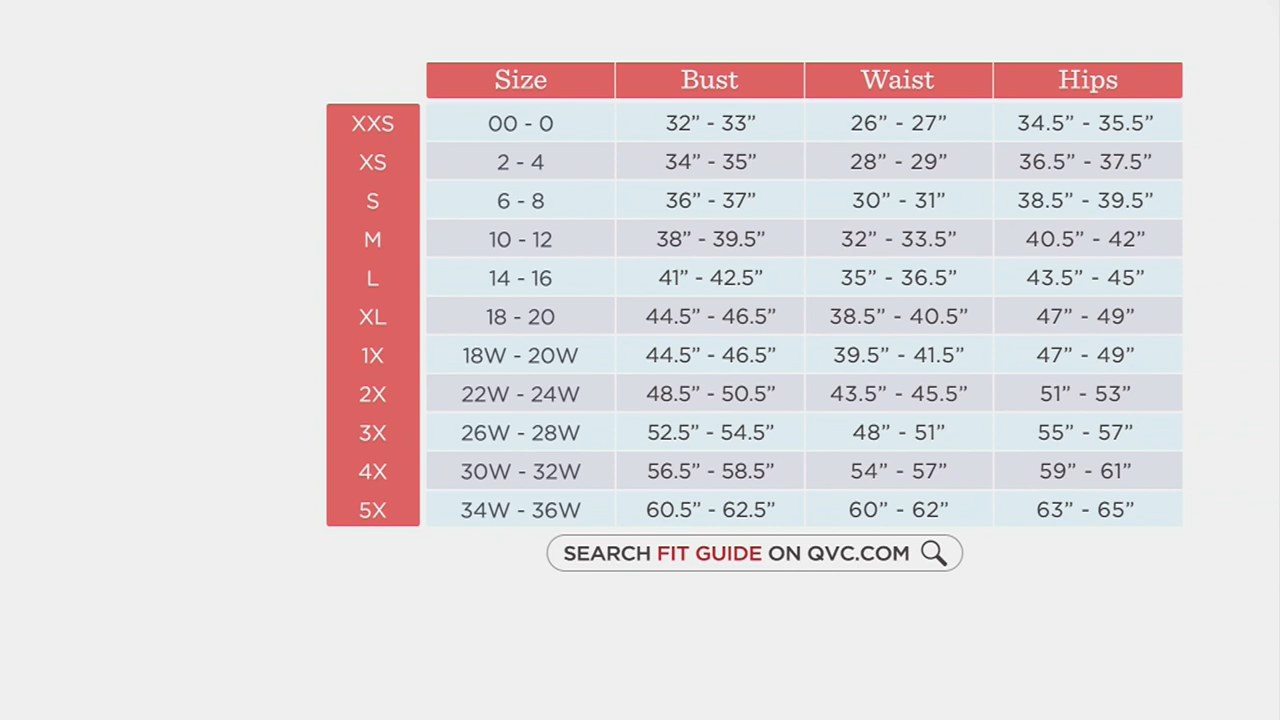 Size Bust Waist Hips
XXS 00 - 0 32” - 33” 26” - 27” 34.5” - 35.5”
XS 2 - 4 34” - 35” 28” - 29” 36.5” - 37.5”
S 6 - 8 36” - 37” 30” - 31” 38.5” - 39.5”
M 10 - 12 38” - 39.5” 32” - 33.5” 40.5” - 42”
L 14 - 16 41” - 42.5” 35” - 36.5” 43.5” - 45”
XL 18 - 20 44.5” - 46.5” 38.5” - 40.5” 47” - 49”
1X 18W - 20W 44.5” - 46.5” 39.5” - 41.5” 47” - 49”
2X 22W - 24W 48.5” - 50.5” 43.5” - 45.5” 51” - 53”
3X 26W - 28W 52.5” - 54.5” 48” - 51” 55” - 57”
4X 30W - 32W 56.5” - 58.5” 54” - 57” 59” - 61”
5X 34W - 36W 60.5” - 62.5” 60” - 62” 63” - 65”
SEARCH FIT GUIDE ON QVC.COM